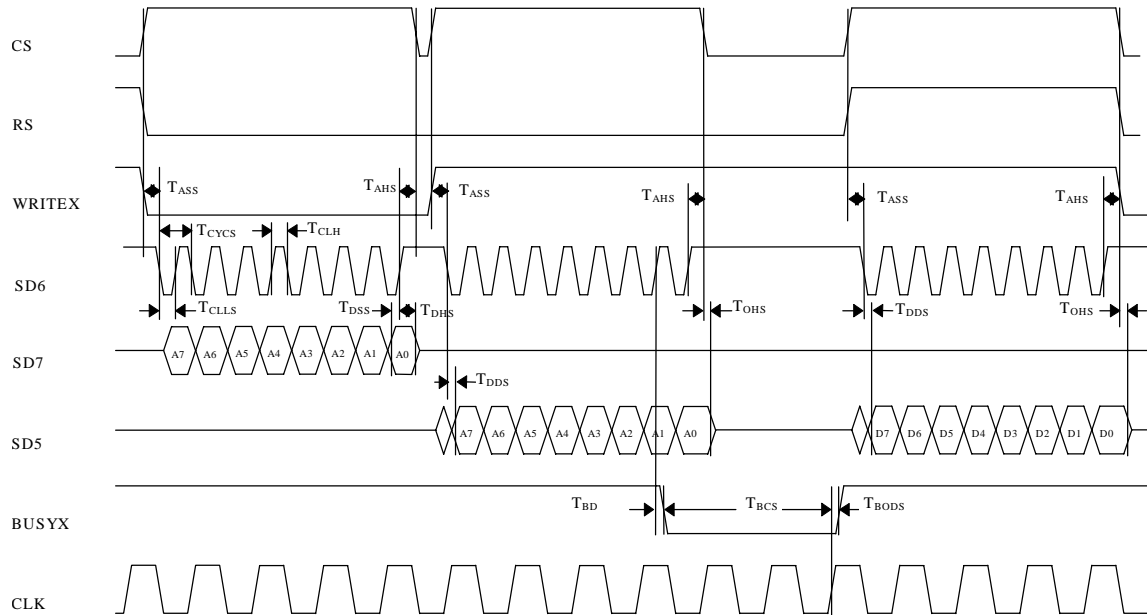 CS
RS
WRITEX
TASS TAHS TASS TAHS TASS TAHS
SD6
TCYCS TCLH
TCLLS TDSS TDHS TOHS TDDS TOHS
SD7
A7 A6 A5 A4 A3 A2 A1 A0
TDDS
SD5
A7 A6 A5 A4 A3 A2 A1 A0 D7 D6 D5 D4 D3 D2 D1 D0
BUSYX
TBD TBCS TBODS
CLK